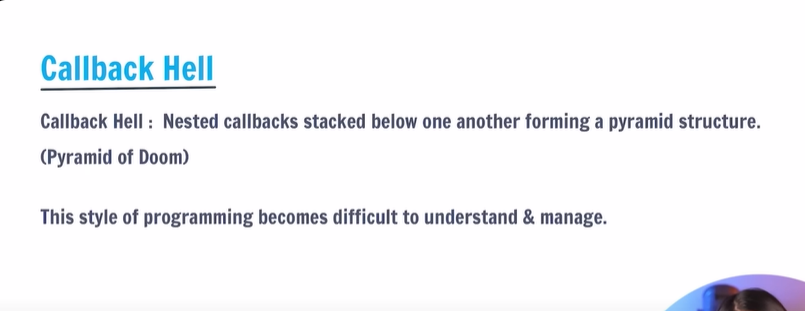 Callback Hell
Callback Hell : Nested callbacks stacked below one another forming a pyramid structure.
(Pyramid of Doom)
This style of programming becomes difficult to understand & manage.